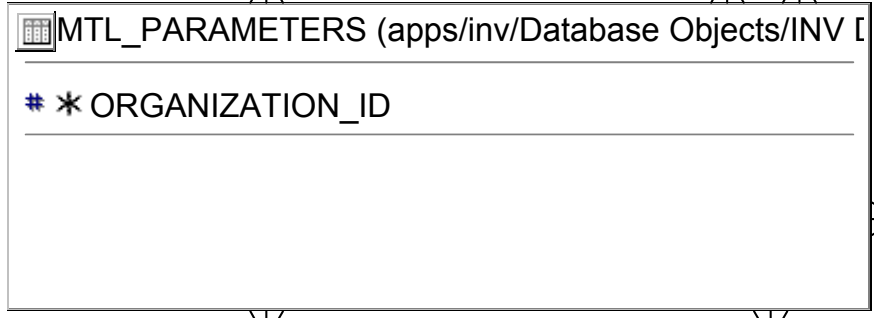 MTL_PARAMETERS (apps/inv/Database Objects/INV
# * ORGANIZATION_ID